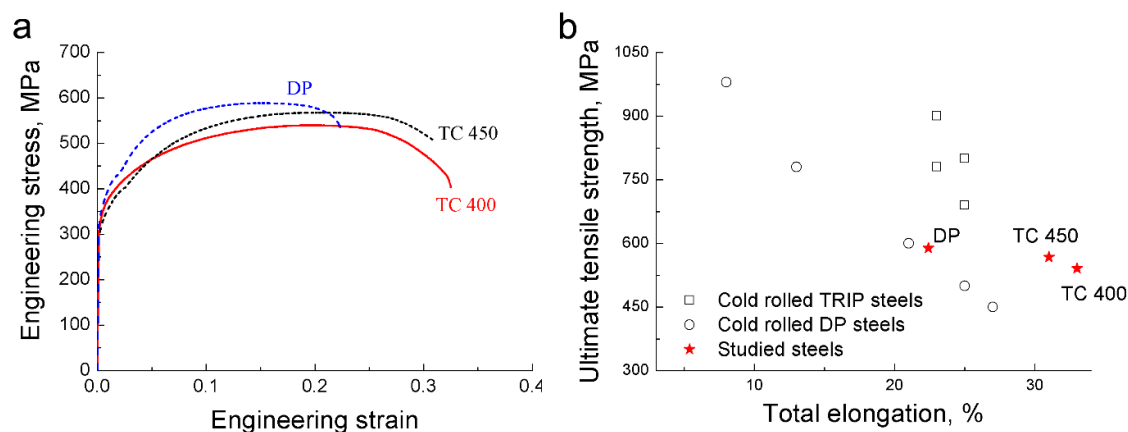 a
Engineering stress, MPa
700
600
500
400
300
200
100
0
0.0
0.1
0.2
0.3
0.4
Engineering strain
DP
TC 450
TC 400
b
Ultimate tensile strength, MPa
1050
900
750
600
450
300
10
20
30
Total elongation, %
DP
TC 450
TC 400
Cold rolled TRIP steels
Cold rolled DP steels
Studied steels